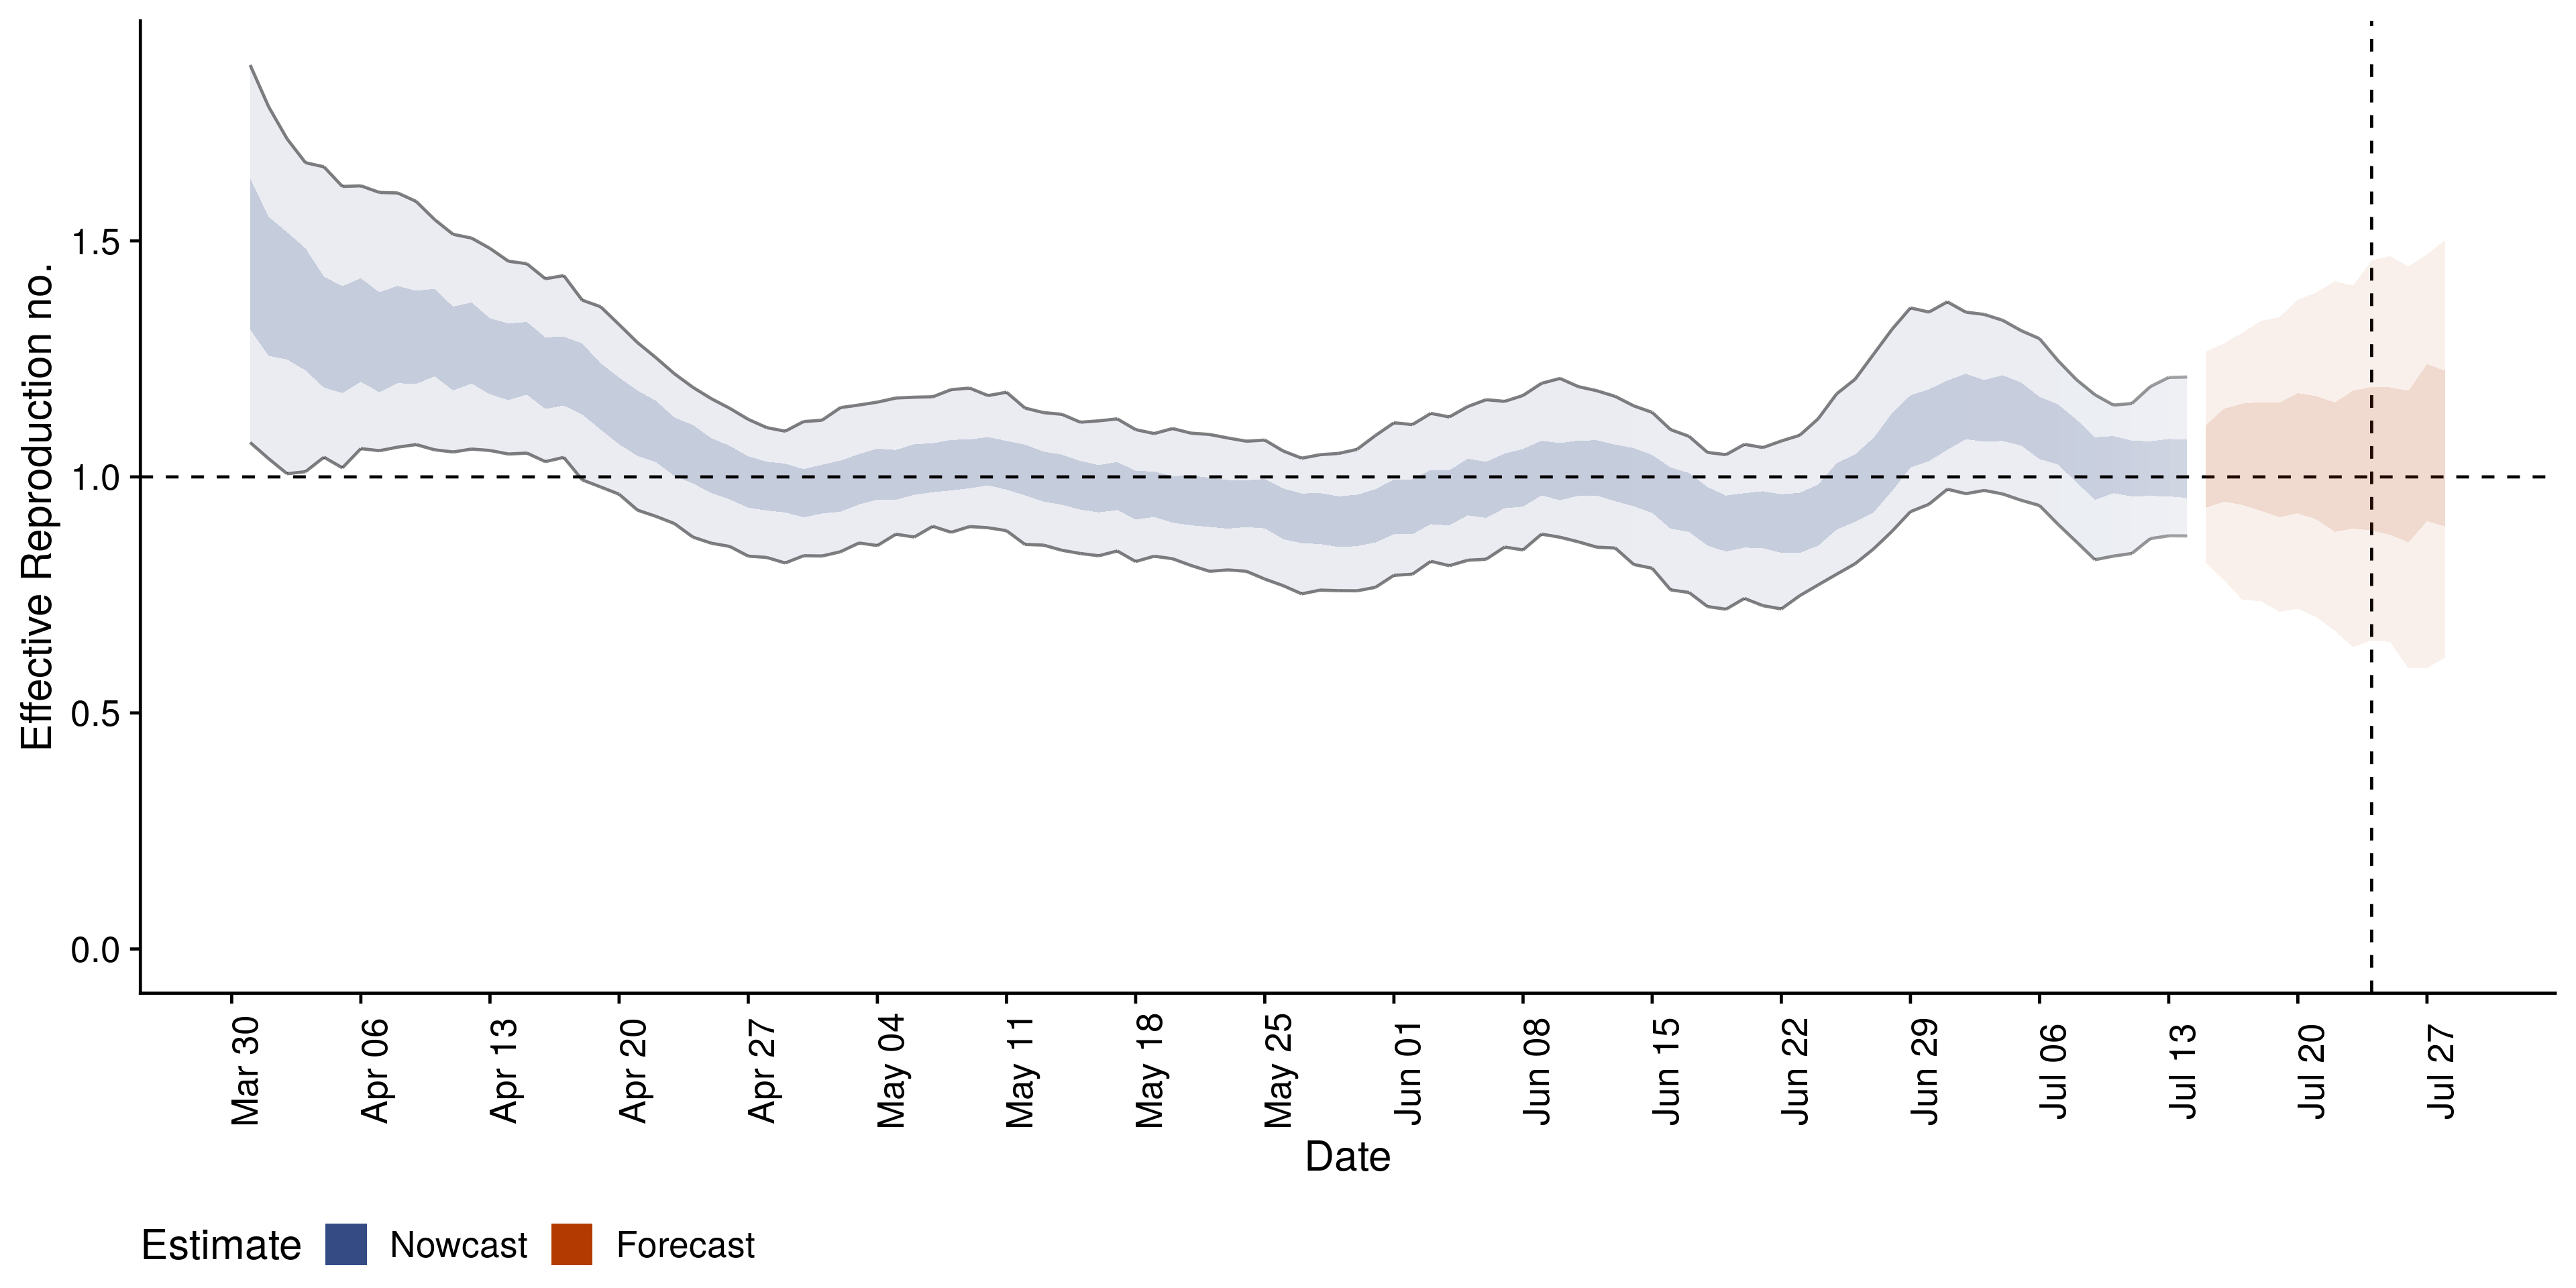 Effective Reproduction no.
1.5
1.0
0.5
0.0
Mar 30
Apr 06
Apr 13
Apr 20
Apr 27
May 04
May 11
May 18
May 25
Jun 01
Jun 08
Jun 15
Jun 22
Jun 29
Jul 06
Jul 13
Jul 20
Jul 27
Date
Estimate Nowcast Forecast